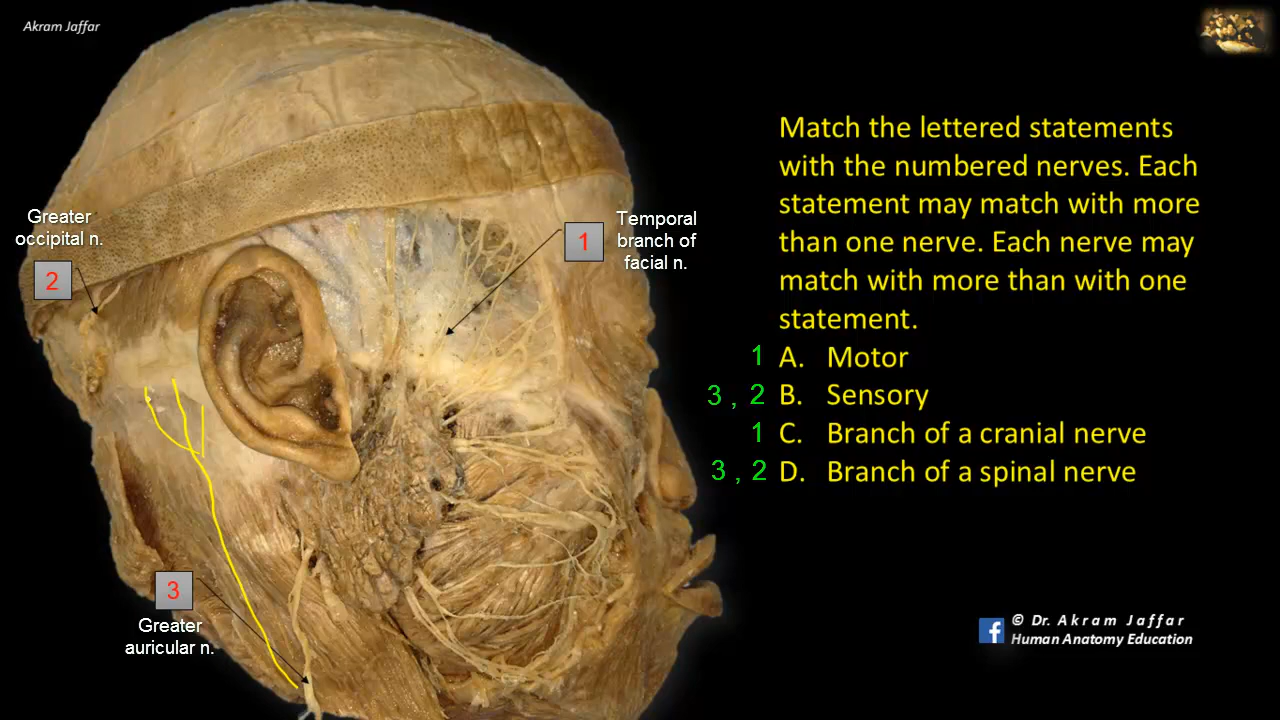 Akram Jaffar
Match the lettered statements
with the numbered nerves. Each
statement may match with more
than one nerve. Each nerve may
match with more than with one
statement.
1 A. Motor
3 , 2 B. Sensory
1 C. Branch of a cranial nerve
3 , 2 D. Branch of a spinal nerve
Greater
occipital n.
2
1
Temporal
branch of
facial n.
3
Greater
auricular n.
f
© Dr. Akram Jaffar
Human Anatomy Education